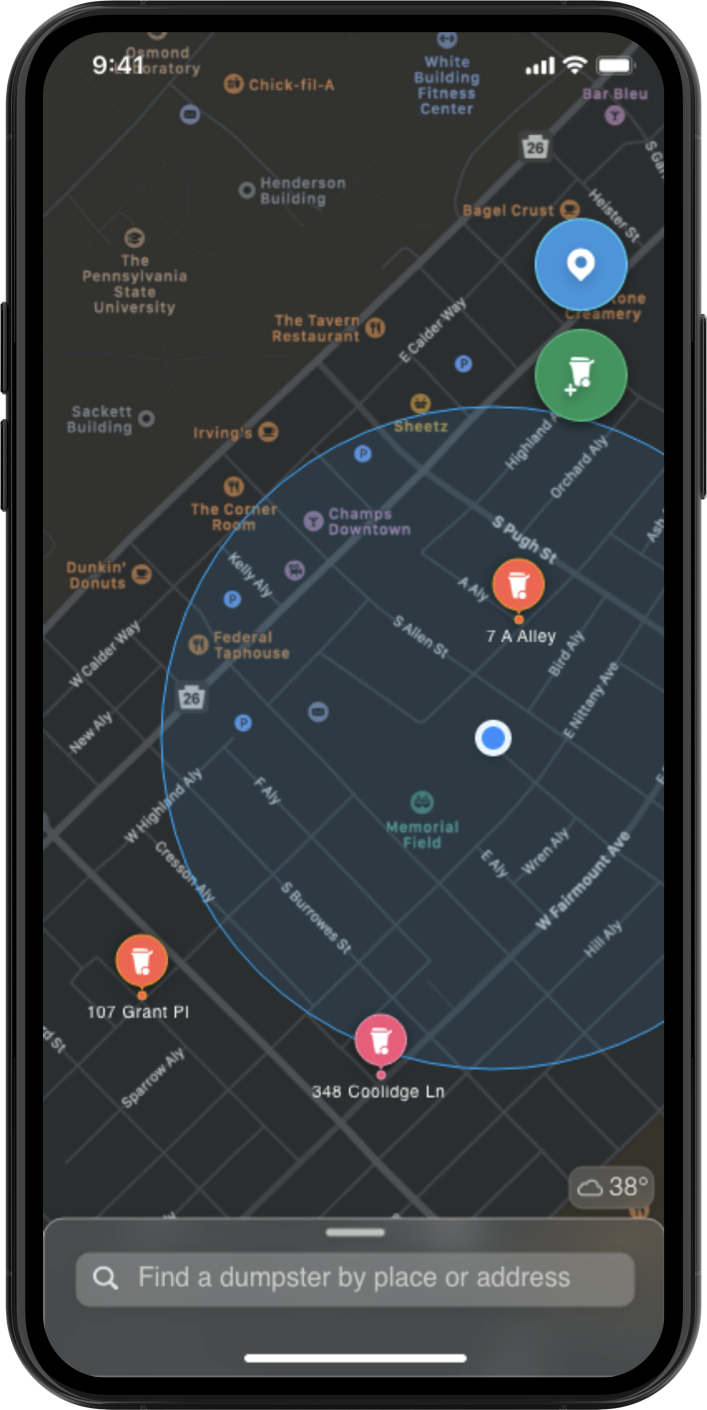 9:41
Osmond
Laboratory
Chick-fil-A
White
Building
Fitness
Center
Bar Bleu
26
Henderson
Building
Bagel Crust
Heister St
The
Pennsylvania
State
University
Creamery
The Tavern
Restaurant
E Calder Way
P
Sackett
Building
Irving's
Sheetz
P
Highland
Orchard Aly
The Corner
Room
Champs
Downtown
S Pugh St
Dunkin'
Donuts
Kelly Aly
P
A Aly
7 A Alley
Federal
Taphouse
S Allen St
Bird Aly
W Calder Way
26
E Nittany Ave
New Aly
P
F Aly
W Highland Aly
Memorial
Field
Cresson Aly
E Aly
Wren Aly
W Fairmount Ave
S Burrowes St
Hill Aly
107 Grant Pl
348 Coolidge Ln
Sparrow Aly
38°
Find a dumpster by place or address